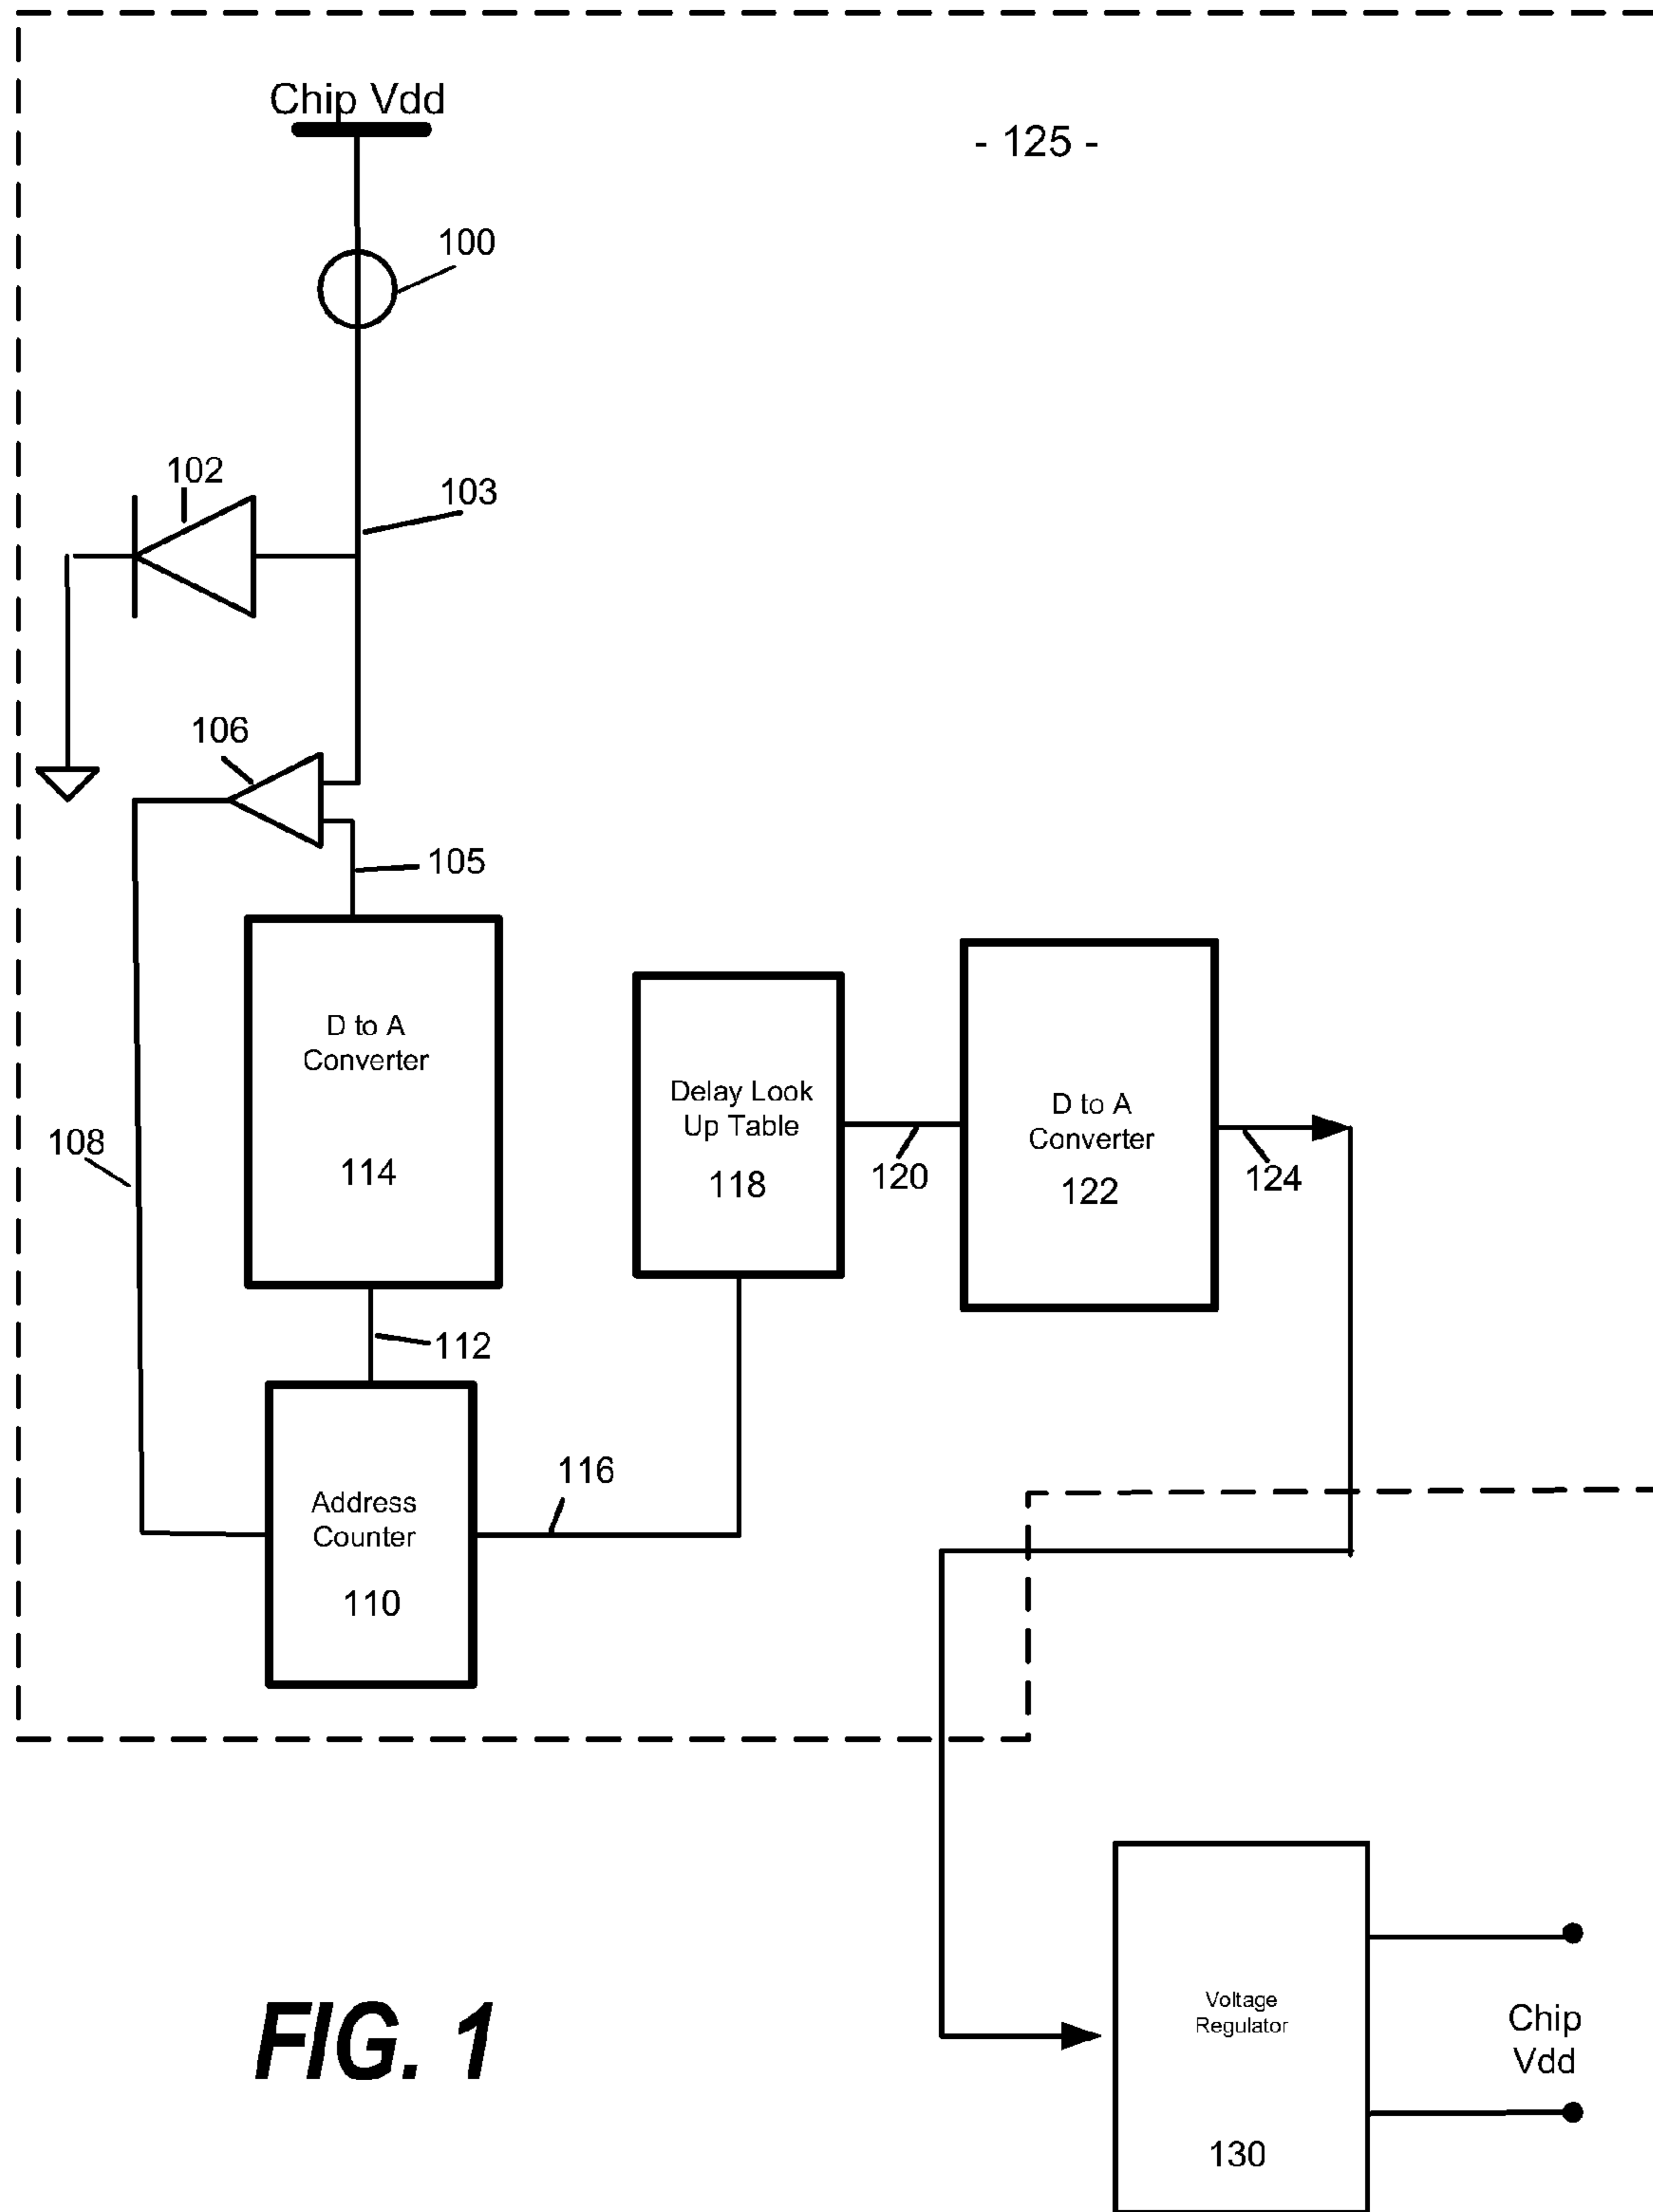 Chip Vdd
- 125 -
100
102
103
106
105
D to A
Converter
114
Delay Look
Up Table
118
D to A
Converter
122
120
124
108
112
116
Address
Counter
110
Voltage
Regulator
130
Chip
Vdd
FIG. 1